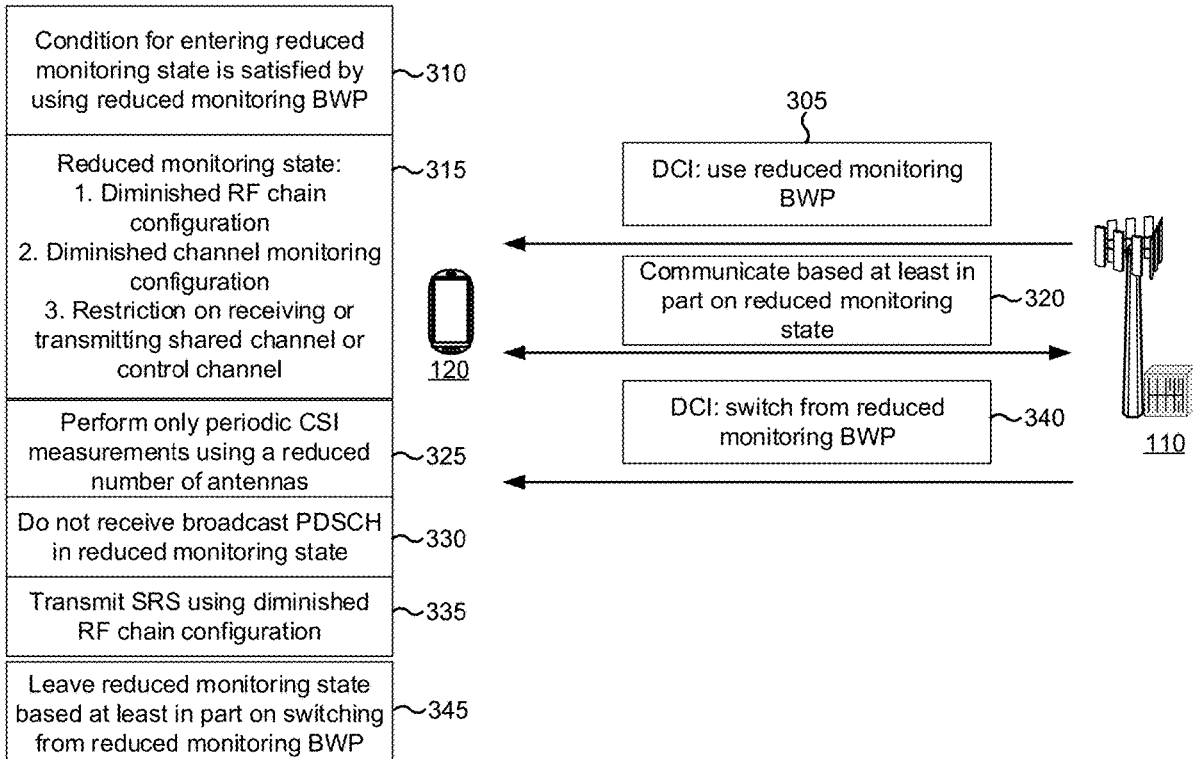 Condition for entering reduced
monitoring state is satisfied by
using reduced monitoring BWP
310
Reduced monitoring state:
1. Diminished RF chain
configuration
2. Diminished channel monitoring
configuration
3. Restriction on receiving or
transmitting shared channel or
control channel
315
Perform only periodic CSI
measurements using a reduced
number of antennas
325
Do not receive broadcast PDSCH
in reduced monitoring state
330
Transmit SRS using diminished
RF chain configuration
335
Leave reduced monitoring state
based at least in part on switching
from reduced monitoring BWP
345
120
305
DCI: use reduced monitoring
BWP
Communicate based at least in
part on reduced monitoring
state
320
DCI: switch from reduced
monitoring BWP
340
110